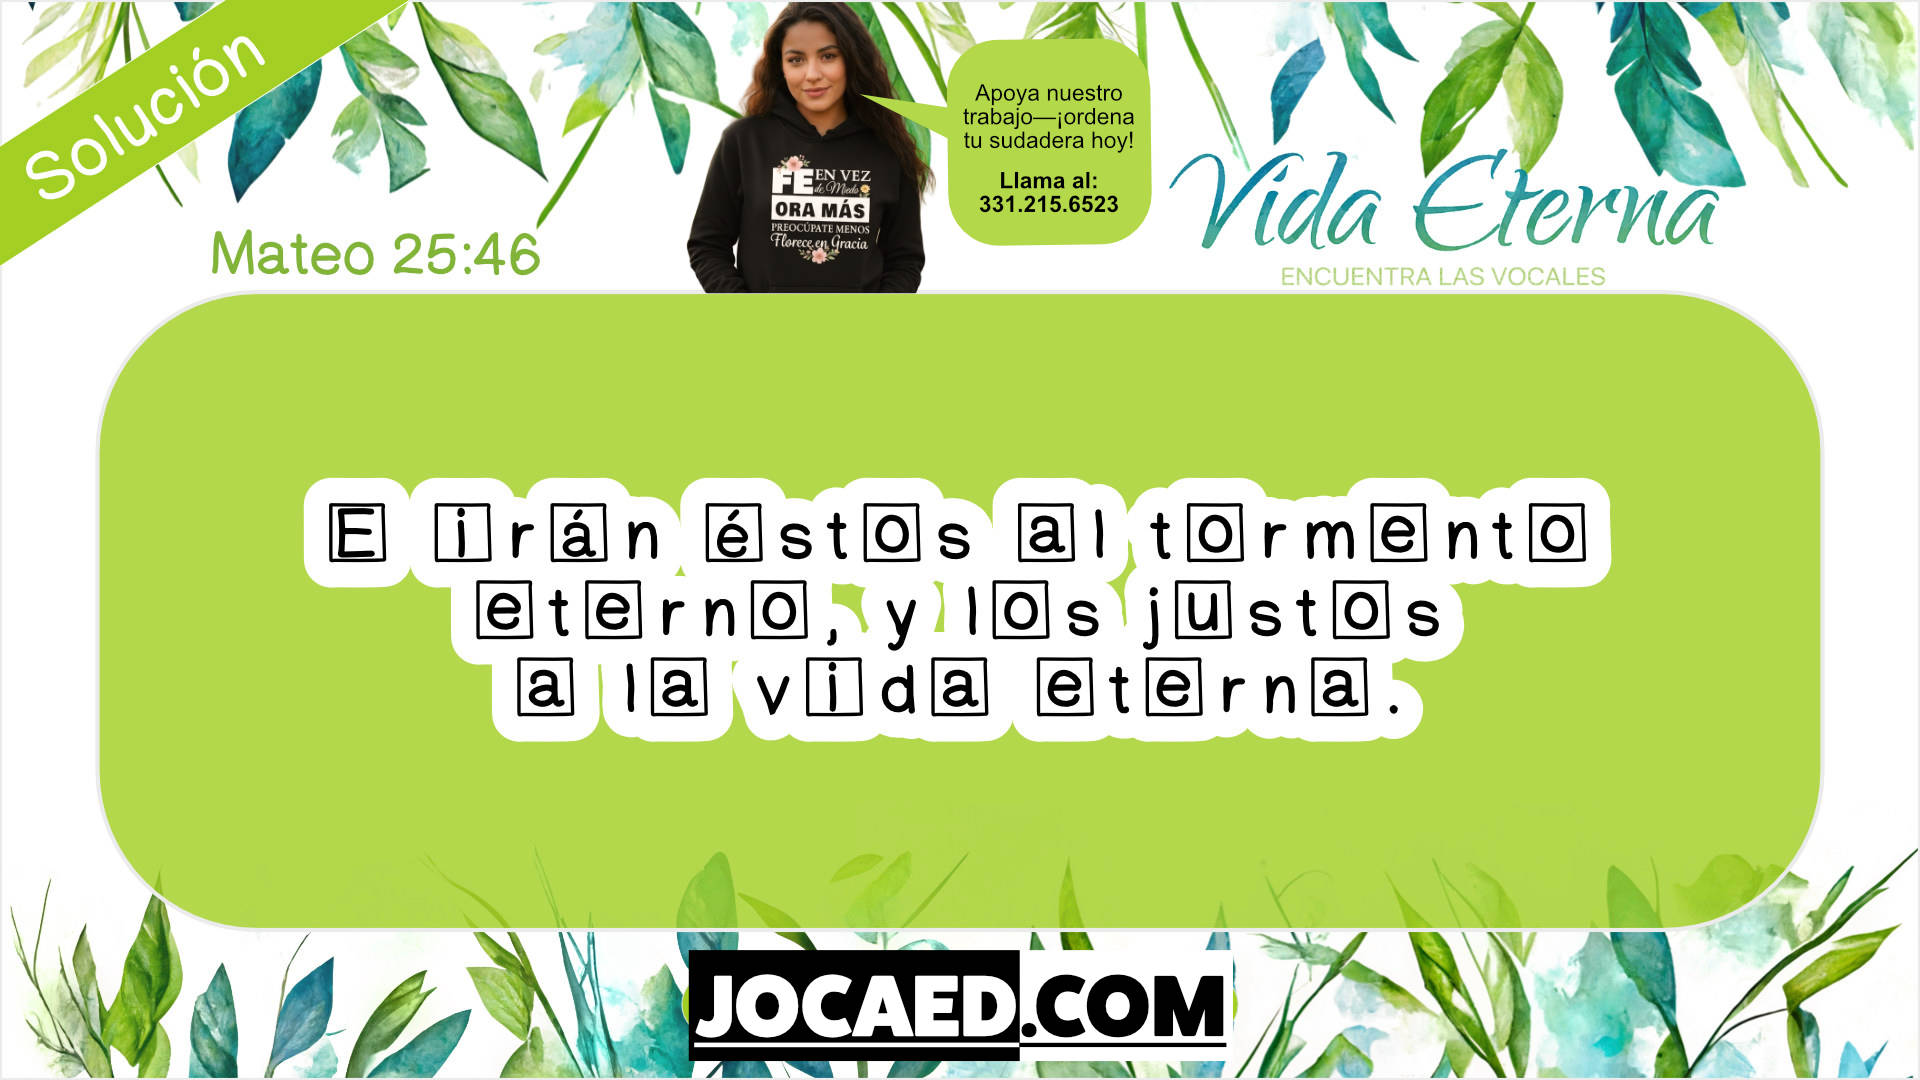 Solución
Mateo 25:46
FE EN VEZ
de Miedo
ORA MÁS
PREOCÚPATE MENOS
Florece en Gracia
Apoya nuestro
trabajo—¡ordena
tu sudadera hoy!
Llama al:
331.215.6523
Vida Eterna
ENCUENTRA LAS VOCALES
E irán éstos al tormento
eterno, y los justos
a la vida eterna.
JOCAED.COM